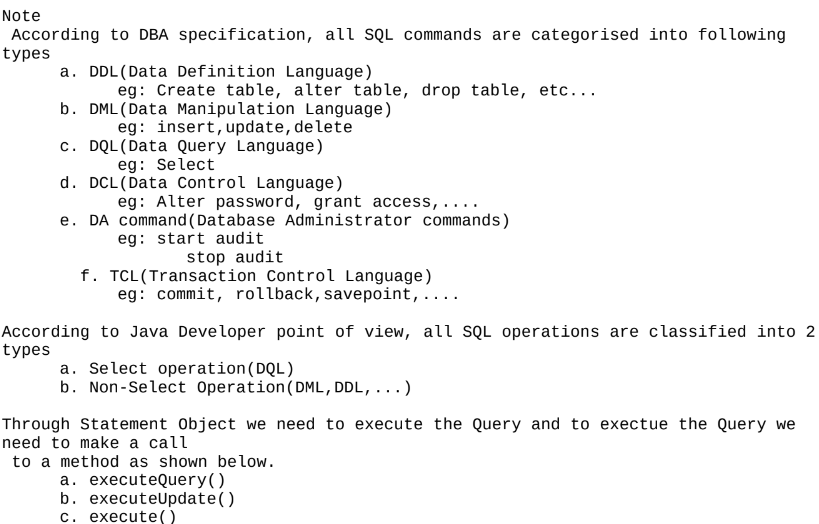 Note
According to DBA specification, all SQL commands are categorised into following
types
a. DDL(Data Definition Language)
eg: Create table, alter table, drop table, etc...
b. DML(Data Manipulation Language)
eg: insert,update,delete
c. DQL(Data Query Language)
eg: Select
d. DCL(Data Control Language)
eg: Alter password, grant access,....
e. DA command(Database Administrator commands)
eg: start audit
stop audit
f. TCL(Transaction Control Language)
eg: commit, rollback,savepoint,....
According to Java Developer point of view, all SQL operations are classified into 2
types
a. Select operation(DQL)
b. Non-Select Operation(DML,DDL,...)
Through Statement Object we need to execute the Query and to exectue the Query we
need to make a call
to a method as shown below.
a. executeQuery()
b. executeUpdate()
c. execute()